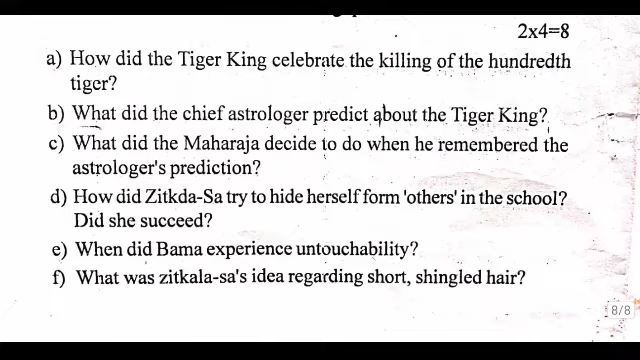 2x4=8
a) How did the Tiger King celebrate the killing of the hundredth
tiger?
b) What did the chief astrologer predict about the Tiger King?
c) What did the Maharaja decide to do when he remembered the
astrologer's prediction?
d) How did Zitkda-Sa try to hide herself form 'others' in the school?
Did she succeed?
e) When did Bama experience untouchability?
f) What was zitkala-sa's idea regarding short, shingled hair?
8/8